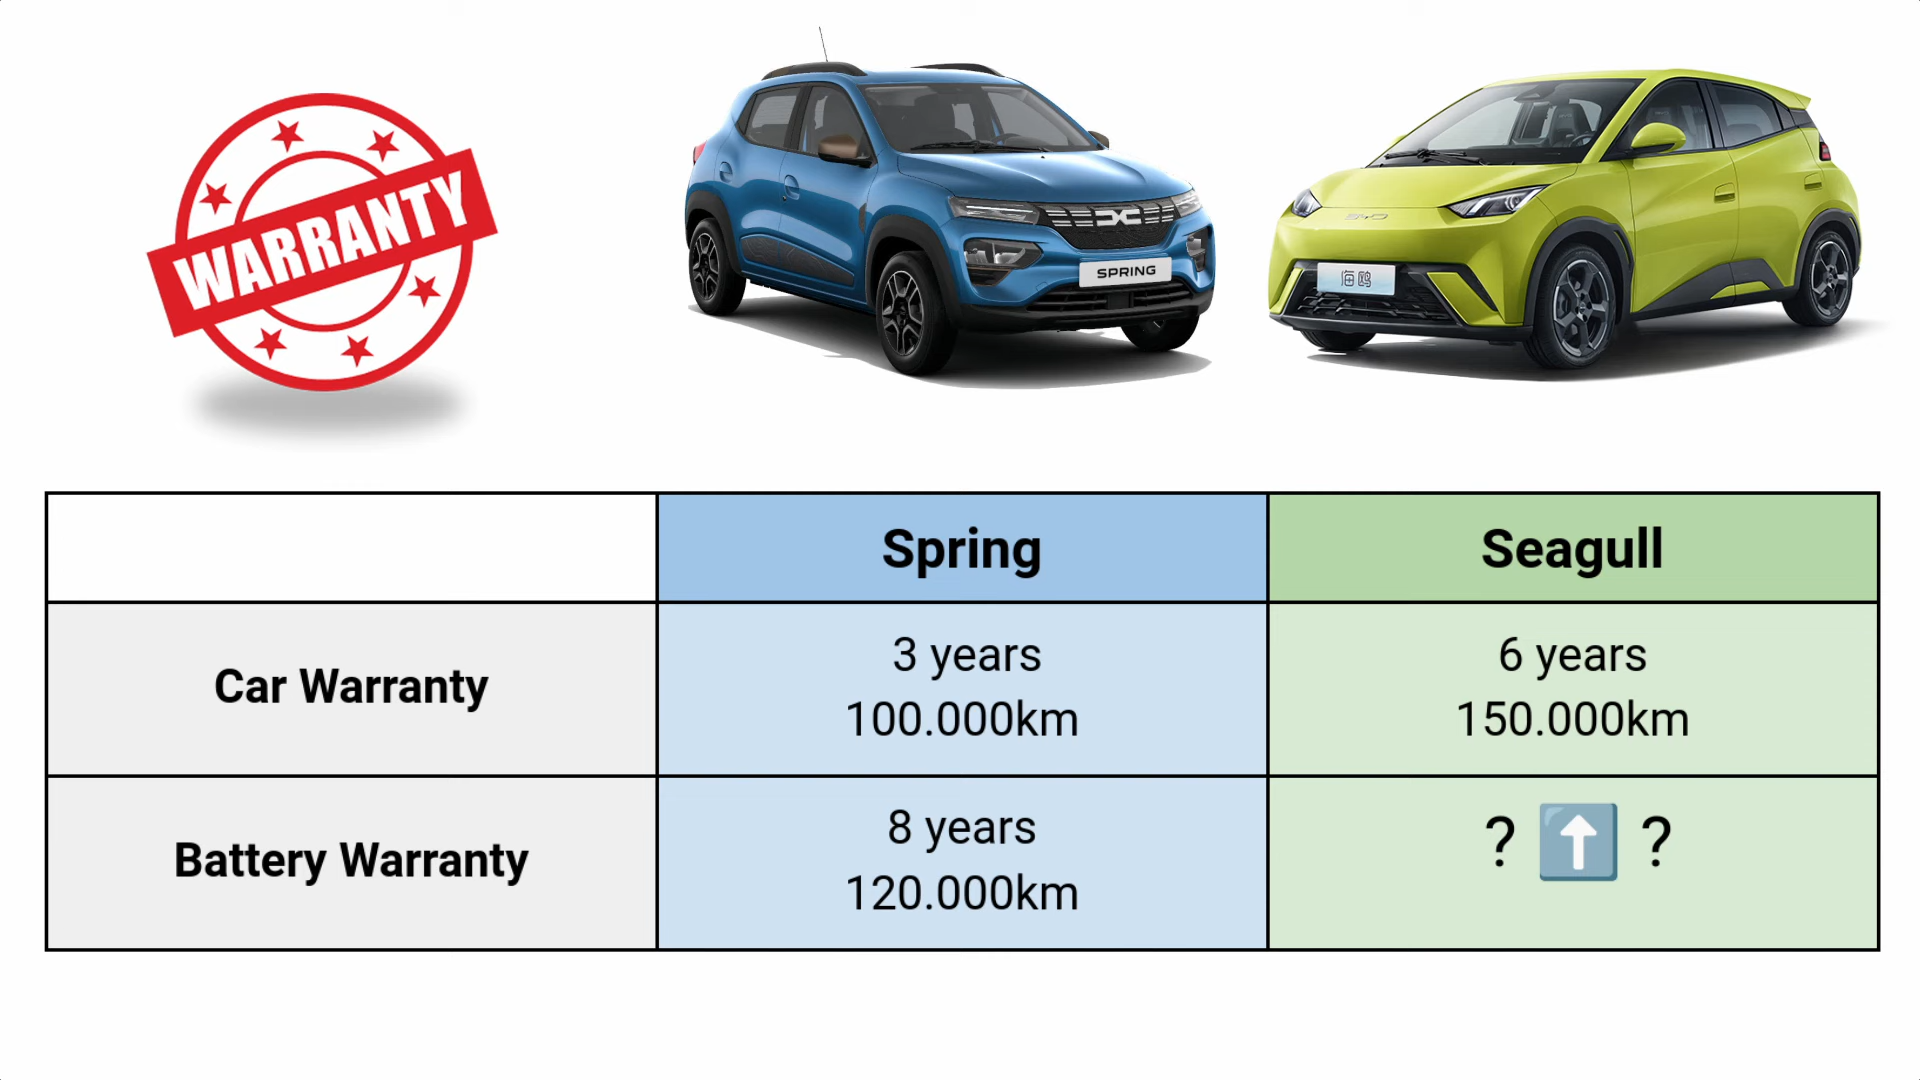 WARRANTY
SPRING
BYD
海鸥
Spring
Seagull
Car Warranty
3 years
100.000km
6 years
150.000km
Battery Warranty
8 years
120.000km
? ⬆️ ?